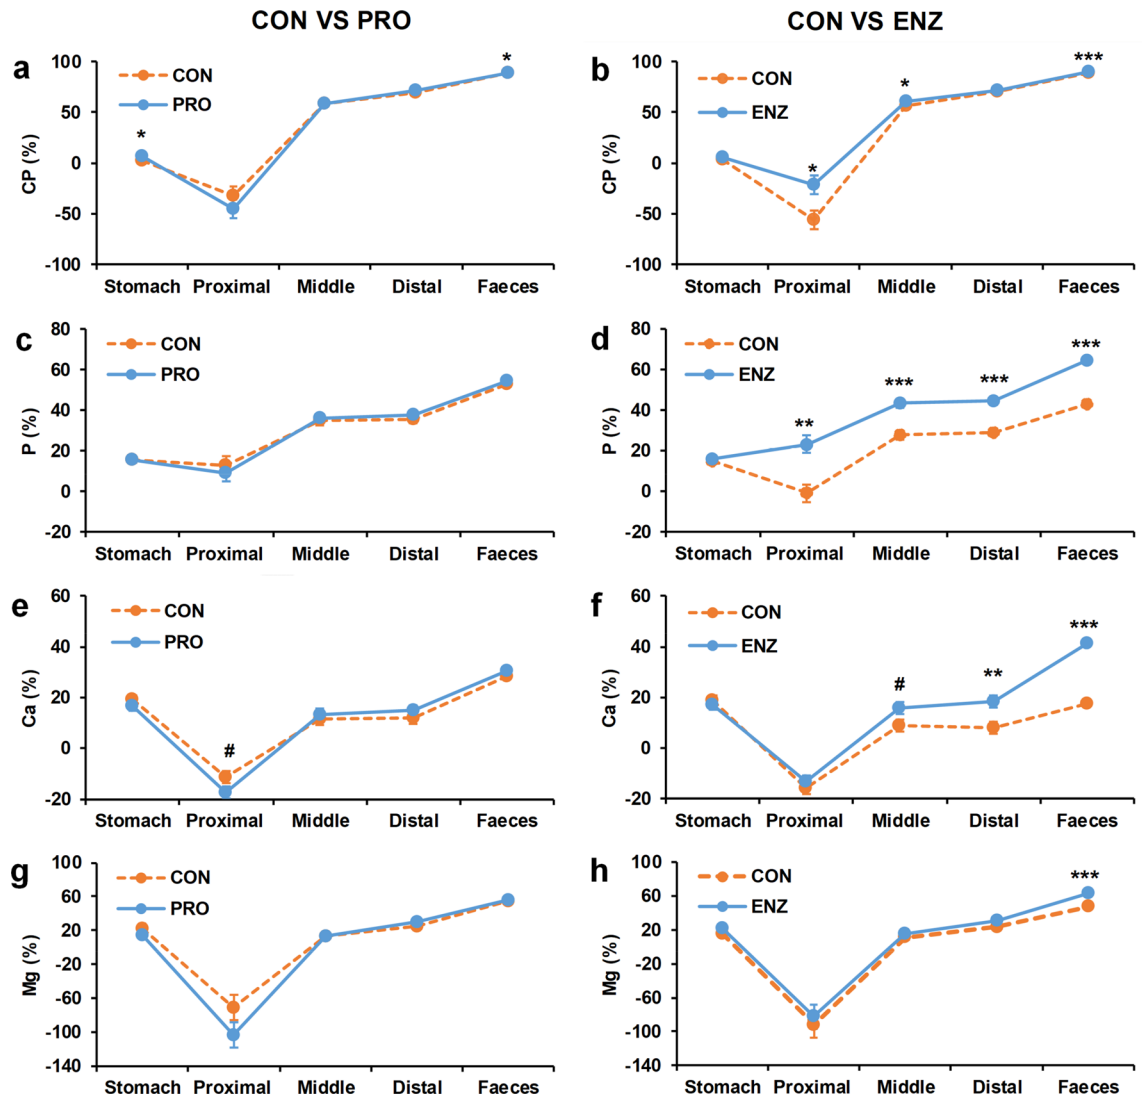 CON VS PRO
CON VS ENZ
a
CP (%)
100
50
0
-50
-100
CON
PRO
*
*
Stomach Proximal Middle Distal Faeces
b
CP (%)
100
50
0
-50
-100
CON
ENZ
*
*
***
Stomach Proximal Middle Distal Faeces
c
P (%)
80
60
40
20
0
-20
CON
PRO
Stomach Proximal Middle Distal Faeces
d
P (%)
80
60
40
20
0
-20
CON
ENZ
**
***
***
***
Stomach Proximal Middle Distal Faeces
e
Ca (%)
60
40
20
0
-20
CON
PRO
#
Stomach Proximal Middle Distal Faeces
f
Ca (%)
60
40
20
0
-20
CON
ENZ
#
**
***
Stomach Proximal Middle Distal Faeces
g
Mg (%)
100
60
20
-20
-60
-100
-140
CON
PRO
Stomach Proximal Middle Distal Faeces
h
Mg (%)
100
60
20
-20
-60
-100
-140
CON
ENZ
***
Stomach Proximal Middle Distal Faeces